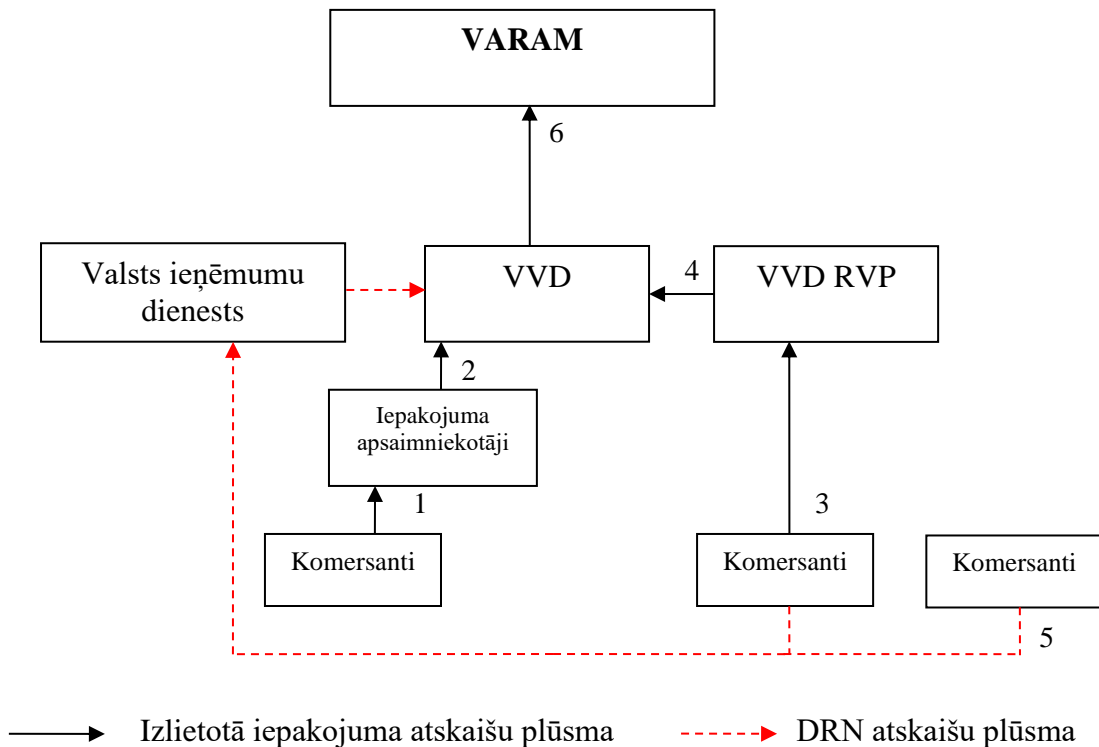 VARAM
6
Valsts ieņēmumu
dienests
VVD
4
VVD RVP
2
Iepakojuma
apsaimniekotāji
1
3
Komersanti
Komersanti
Komersanti
5
Izlietotā iepakojuma atskaišu plūsma
DRN atskaišu plūsma